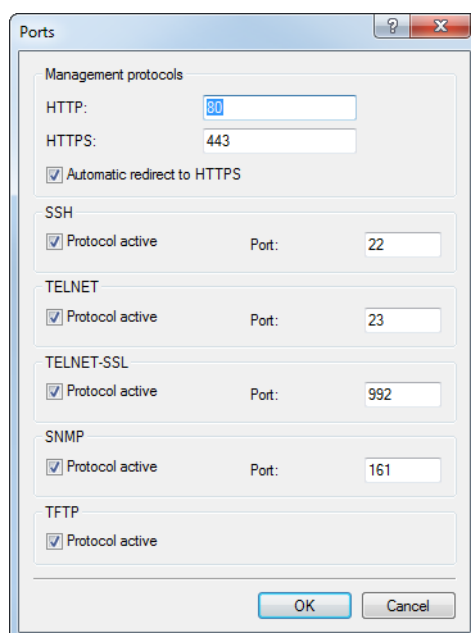 Ports
Management protocols
HTTP: 80
HTTPS: 443
Automatic redirect to HTTPS
SSH
Protocol active Port: 22
TELNET
Protocol active Port: 23
TELNET-SSL
Protocol active Port: 992
SNMP
Protocol active Port: 161
TFTP
Protocol active
OK Cancel